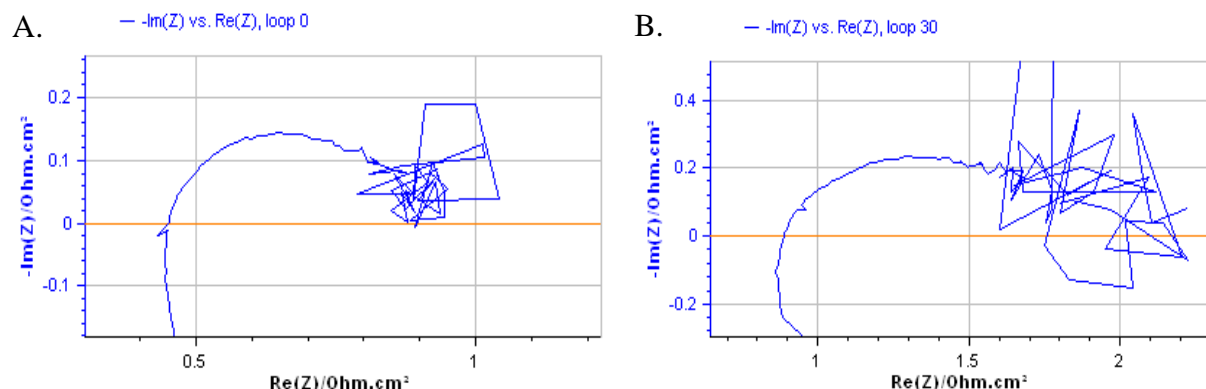 A.
— -Im(Z) vs. Re(Z), loop 0
-Im(Z)/Ohm.cm²
0.2
0.1
0
-0.1
0.5
1
Re(Z)/Ohm.cm²
B.
— -Im(Z) vs. Re(Z), loop 30
-Im(Z)/Ohm.cm²
0.4
0.2
0
-0.2
1
1.5
2
Re(Z)/Ohm.cm²